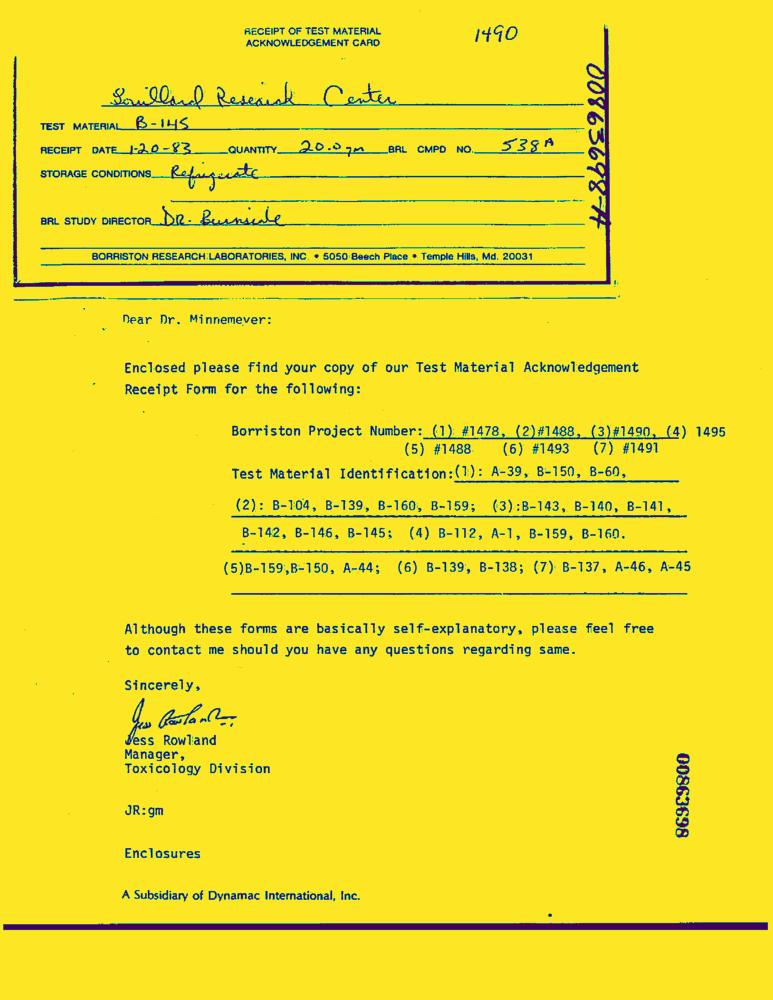 RECEIPT OF TEST MATERIAL
ACKNOWLEDGEMENT CARD
1490
Lorillard Research Center
TEST MATERIAL B-145
RECEIPT DATE 1-20-83 QUANTITY 20.0 gm BRL CMPD NO. 538A
STORAGE CONDITIONS Refrigerate
BRL STUDY DIRECTOR DR. Burnside
BORRISTON RESEARCH LABORATORIES, INC. • 5050 Beech Place • Temple Hills, Md. 20031
00863698-A
Dear Dr. Minnemeyer:
Enclosed please find your copy of our Test Material Acknowledgement
Receipt Form for the following:
Borriston Project Number: (1) #1478, (2)#1488, (3)#1490, (4) 1495
(5) #1488 (6) #1493 (7) #1491
Test Material Identification:(1): A-39, B-150, B-60,
(2): B-104, B-139, B-160, B-159; (3):B-143, B-140, B-141,
B-142, B-146, B-145; (4) B-112, A-1, B-159, B-160.
(5)B-159,B-150, A-44; (6) B-139, B-138; (7) B-137, A-46, A-45
Although these forms are basically self-explanatory, please feel free
to contact me should you have any questions regarding same.
Sincerely,
Jess Rowland
Jess Rowland
Manager,
Toxicology Division
00863698
JR:gm
Enclosures
A Subsidiary of Dynamac International, Inc.